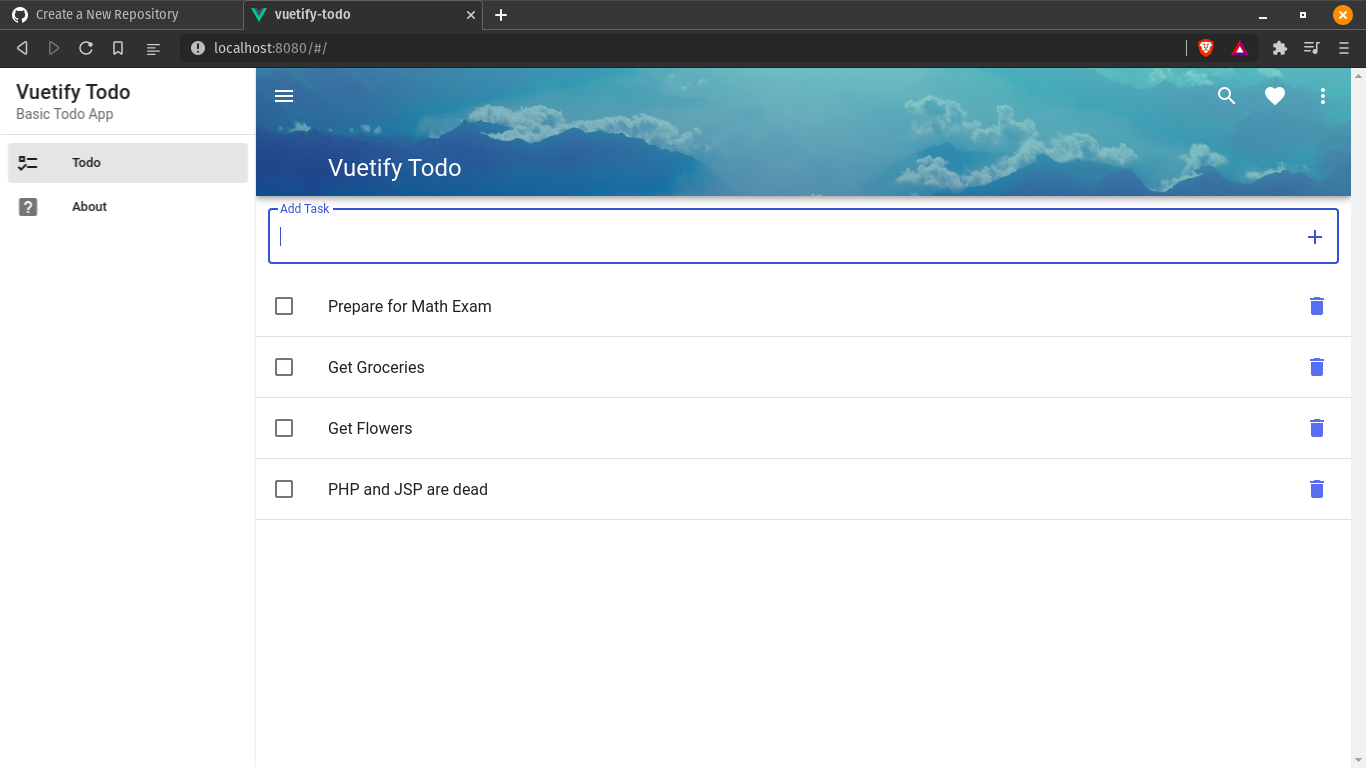 Create a New Repository
vuetify-todo
localhost:8080/#/
Vuetify Todo
Basic Todo App
Todo
About
Vuetify Todo
Add Task
Prepare for Math Exam
Get Groceries
Get Flowers
PHP and JSP are dead